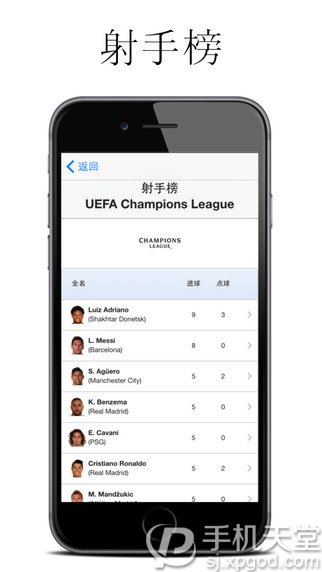 射手榜
返回
射手榜
UEFA Champions League
CHAMPIONS
LEAGUE
全名 进球 点球
Luiz Adriano
(Shakhtar Donetsk) 9 3
L. Messi
(Barcelona) 8 0
S. Agüero
(Manchester City) 5 2
K. Benzema
(Real Madrid) 5 0
E. Cavani
(PSG) 5 0
Cristiano Ronaldo
(Real Madrid) 5 2
M. Mandžukic
5 0
手机天堂
sj.xpgod.com